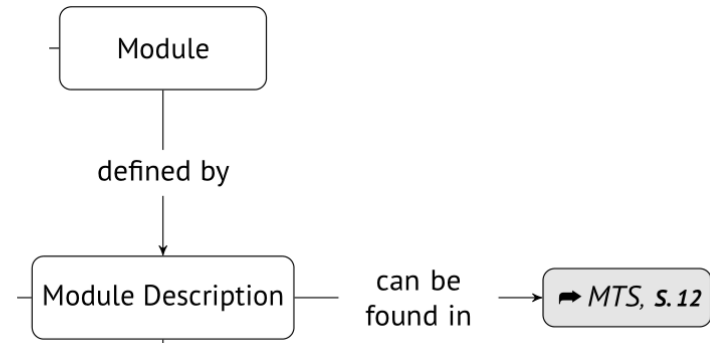 Module
defined by
Module Description
can be
found in
➦ MTS, S. 12